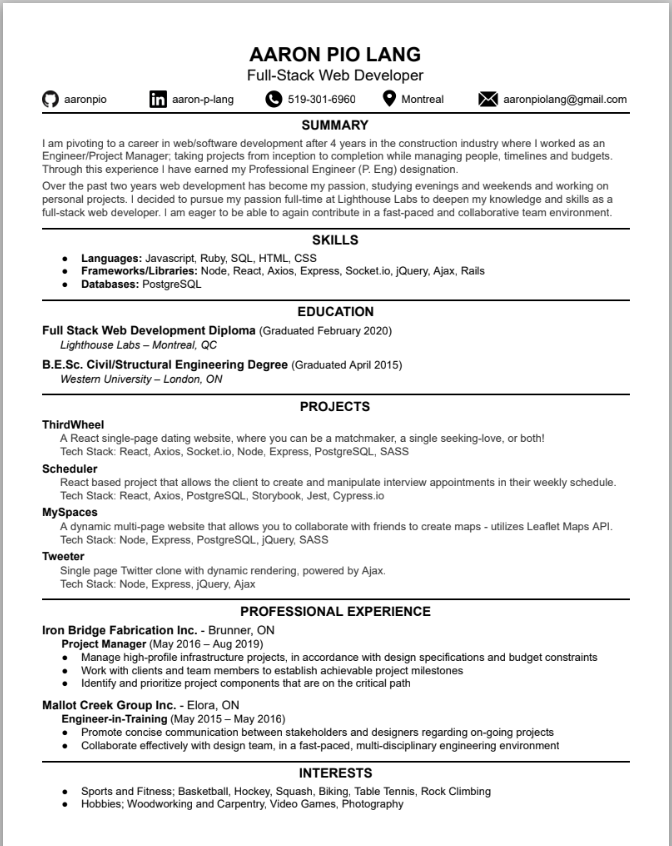 AARON PIO LANG
Full-Stack Web Developer
aaronpio aaron-p-lang 519-301-6960 Montreal aaronpiolang@gmail.com
SUMMARY
I am pivoting to a career in web/software development after 4 years in the construction industry where I worked as an
Engineer/Project Manager; taking projects from inception to completion while managing people, timelines and budgets.
Through this experience I have earned my Professional Engineer (P. Eng) designation.
Over the past two years web development has become my passion, studying evenings and weekends and working on
personal projects. I decided to pursue my passion full-time at Lighthouse Labs to deepen my knowledge and skills as a
full-stack web developer. I am eager to be able to again contribute in a fast-paced and collaborative team environment.
SKILLS
● Languages: Javascript, Ruby, SQL, HTML, CSS
● Frameworks/Libraries: Node, React, Axios, Express, Socket.io, jQuery, Ajax, Rails
● Databases: PostgreSQL
EDUCATION
Full Stack Web Development Diploma (Graduated February 2020)
Lighthouse Labs – Montreal, QC
B.E.Sc. Civil/Structural Engineering Degree (Graduated April 2015)
Western University – London, ON
PROJECTS
ThirdWheel
A React single-page dating website, where you can be a matchmaker, a single seeking-love, or both!
Tech Stack: React, Axios, Socket.io, Node, Express, PostgreSQL, SASS
Scheduler
React based project that allows the client to create and manipulate interview appointments in their weekly schedule.
Tech Stack: React, Axios, PostgreSQL, Storybook, Jest, Cypress.io
MySpaces
A dynamic multi-page website that allows you to collaborate with friends to create maps - utilizes Leaflet Maps API.
Tech Stack: Node, Express, PostgreSQL, jQuery, SASS
Tweeter
Single page Twitter clone with dynamic rendering, powered by Ajax.
Tech Stack: Node, Express, jQuery, Ajax
PROFESSIONAL EXPERIENCE
Iron Bridge Fabrication Inc. - Brunner, ON
Project Manager (May 2016 – Aug 2019)
● Manage high-profile infrastructure projects, in accordance with design specifications and budget constraints
● Work with clients and team members to establish achievable project milestones
● Identify and prioritize project components that are on the critical path
Mallot Creek Group Inc. - Elora, ON
Engineer-in-Training (May 2015 – May 2016)
● Promote concise communication between stakeholders and designers regarding on-going projects
● Collaborate effectively with design team, in a fast-paced, multi-disciplinary engineering environment
INTERESTS
● Sports and Fitness; Basketball, Hockey, Squash, Biking, Table Tennis, Rock Climbing
● Hobbies; Woodworking and Carpentry, Video Games, Photography